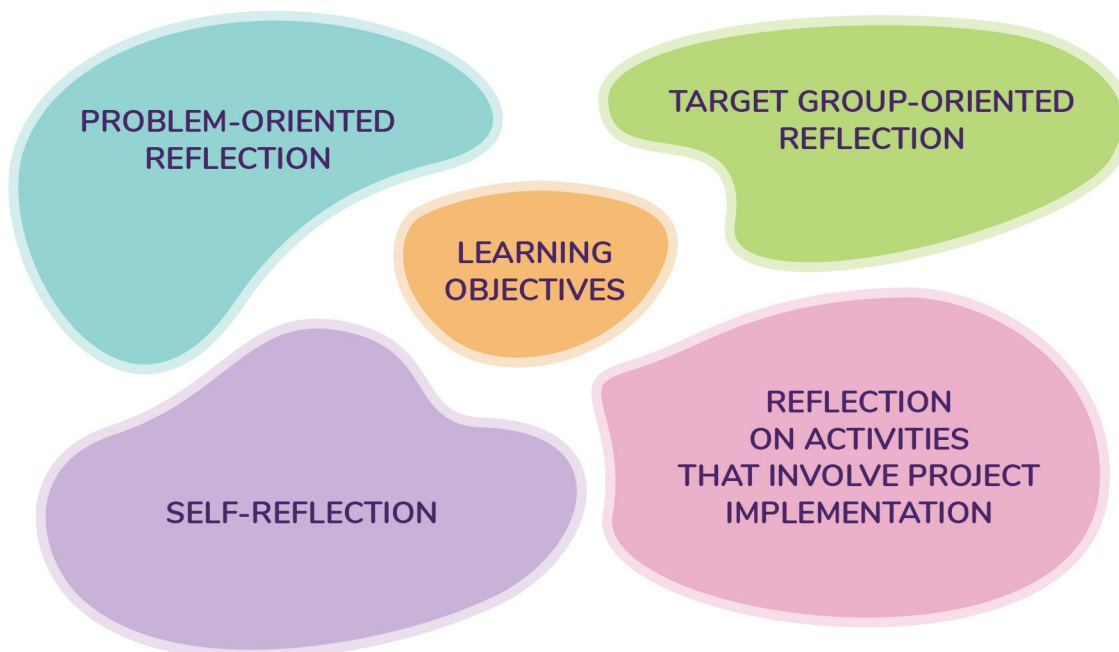 PROBLEM-ORIENTED
REFLECTION
TARGET GROUP-ORIENTED
REFLECTION
LEARNING
OBJECTIVES
SELF-REFLECTION
REFLECTION
ON ACTIVITIES
THAT INVOLVE PROJECT
IMPLEMENTATION